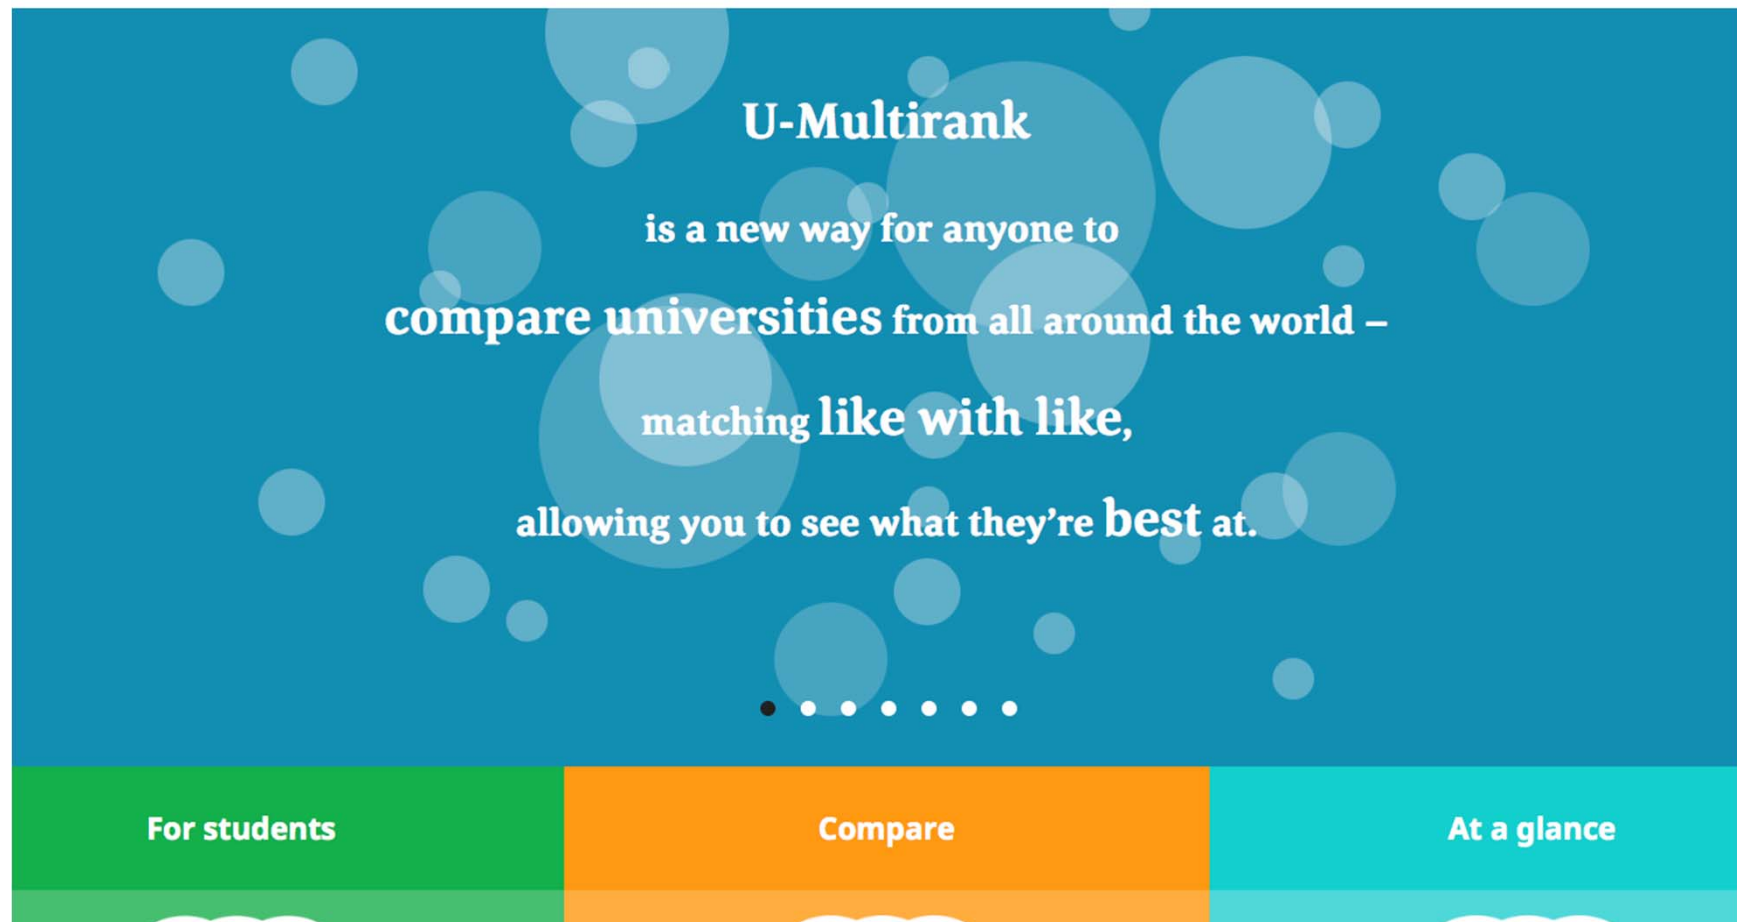 U-Multirank
is a new way for anyone to
compare universities from all around the world –
matching like with like,
allowing you to see what they’re best at.
For students
Compare
At a glance